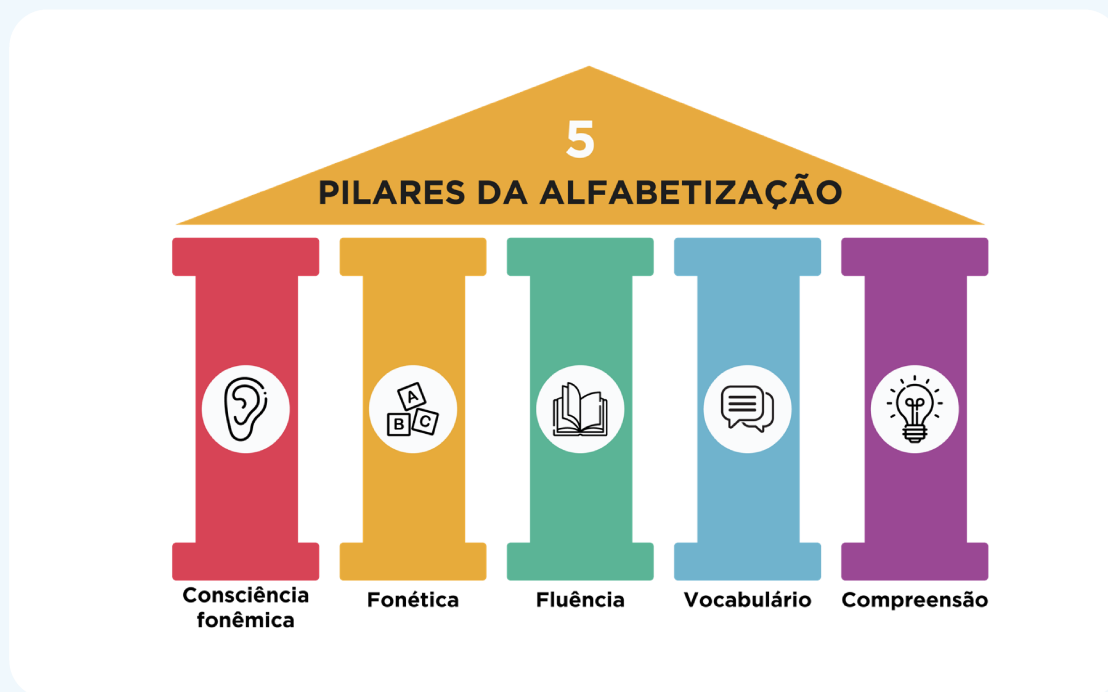 5
PILARES DA ALFABETIZAÇÃO
A
B C
Consciência
fonêmica
Fonética
Fluência
Vocabulário
Compreensão